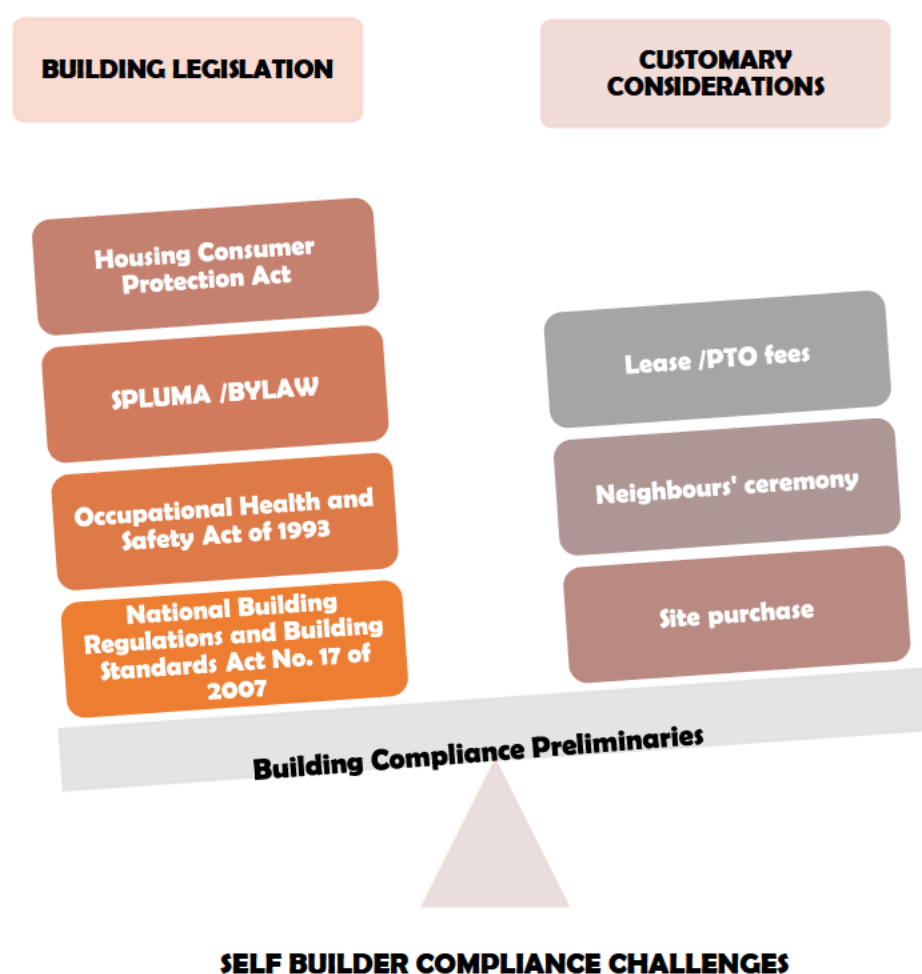 BUILDING LEGISLATION
CUSTOMARY
CONSIDERATIONS
Housing Consumer
Protection Act
SPLUMA /BYLAW
Occupational Health and
Safety Act of 1993
National Building
Regulations and Building
Standards Act No. 17 of
2007
Lease /PTO fees
Neighbours' ceremony
Site purchase
Building Compliance Preliminaries
SELF BUILDER COMPLIANCE CHALLENGES